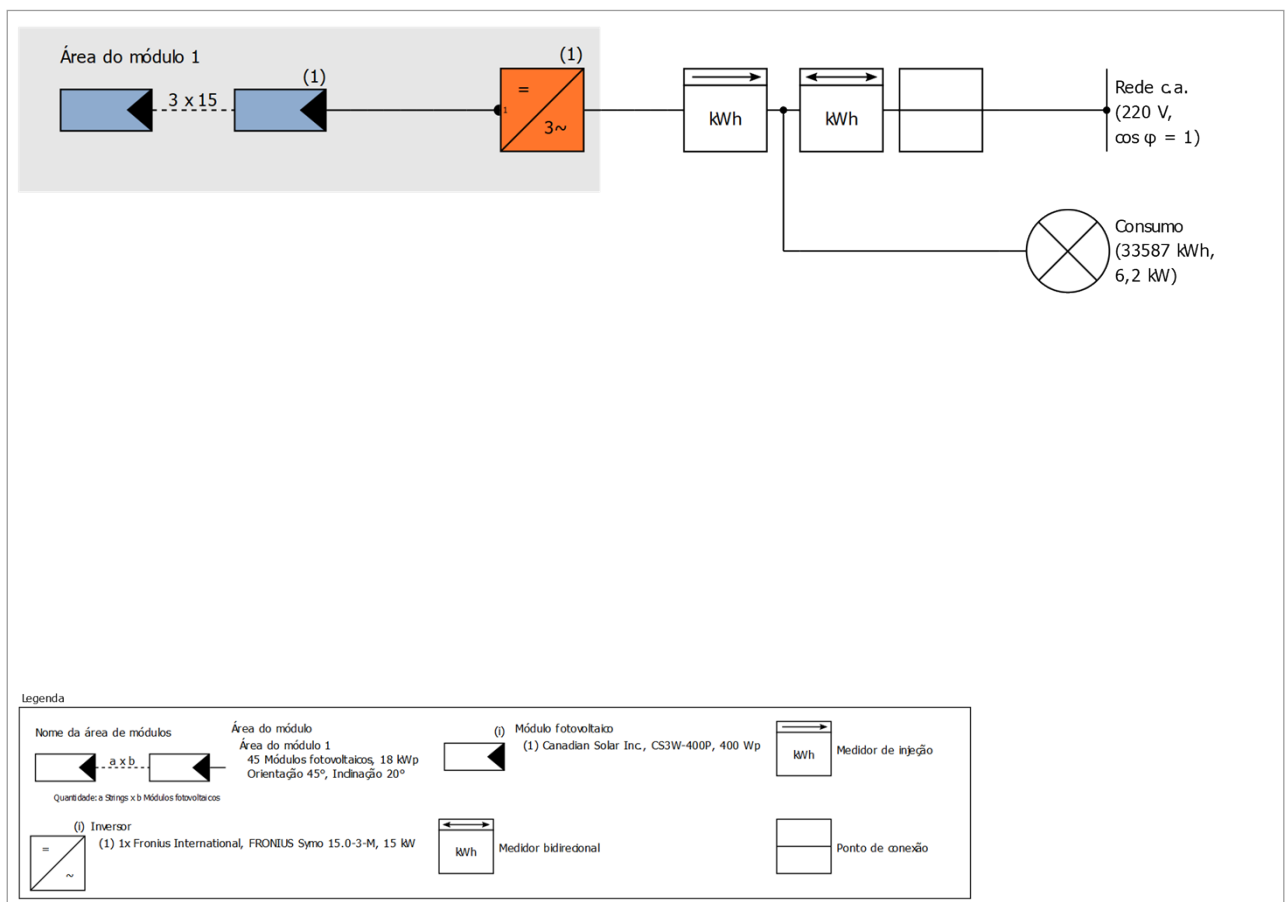 Área do módulo 1
(1)
(1)
3 x 15
=
1
3~
kWh
kWh
Rede c.a.
(220 V,
cos φ = 1)
Consumo
(33587 kWh,
6,2 kW)
Legenda
Nome da área de módulos
a x b
Quantidade: a Strings x b Módulos fotovoltaicos
Área do módulo
Área do módulo 1
45 Módulos fotovoltaicos, 18 kWp
Orientação 45°, Inclinação 20°
(i) Módulo fotovoltaico
(1) Canadian Solar Inc., CS3W-400P, 400 Wp
kWh
Medidor de injeção
(i) Inversor
(1) 1x Fronius International, FRONIUS Symo 15.0-3-M, 15 kW
=
~
kWh
Medidor bidirecional
Ponto de conexão